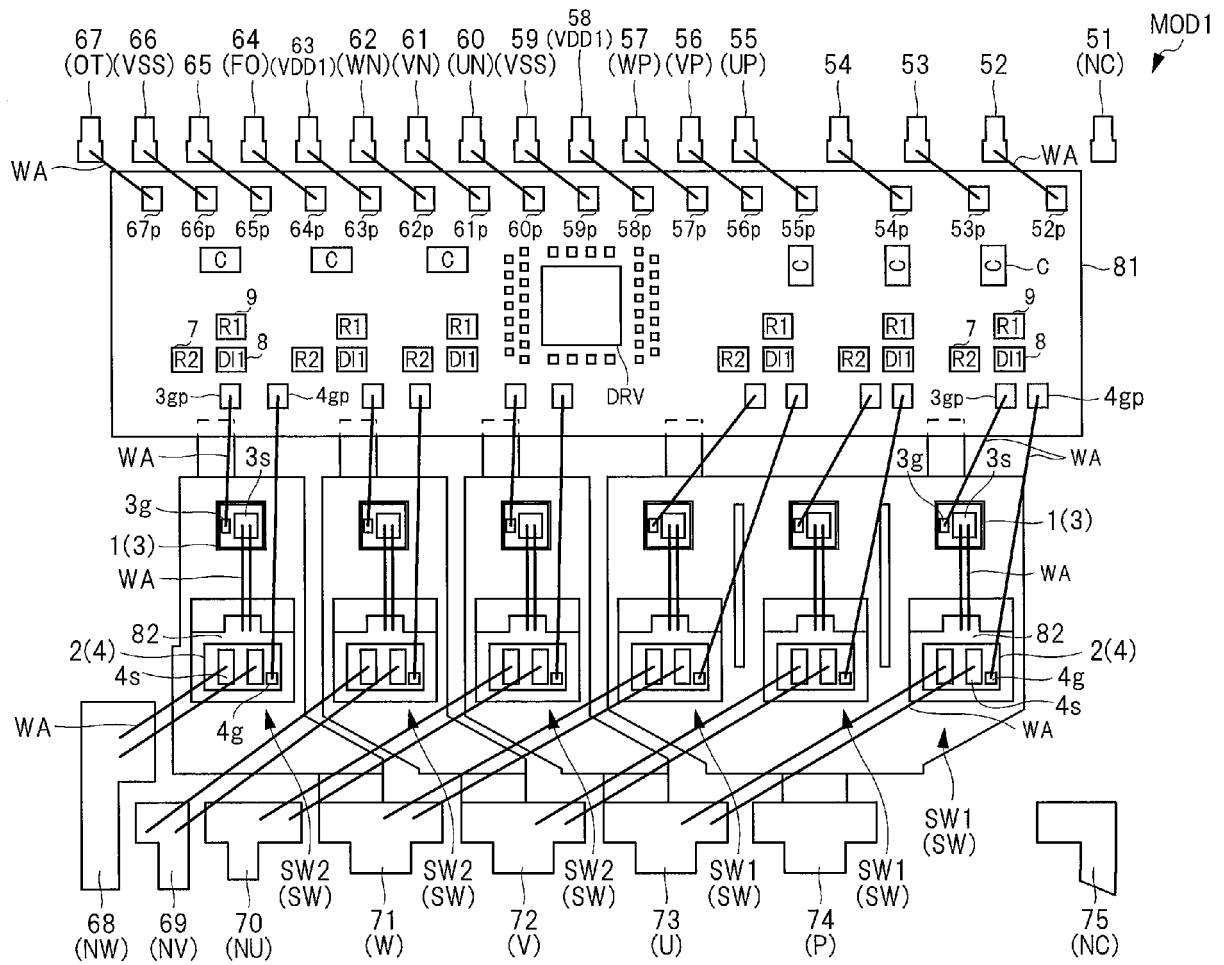 MOD1
67 66 65 64 63 62 61 60 59 58 57 56 55 54 53 52 51
(OT) (VSS) (FO) (VDD1) (WN) (VN) (UN) (VSS) (VDD1) (WP) (VP) (UP) (NC)
WA WA
67p 66p 65p 64p 63p 62p 61p 60p 59p 58p 57p 56p 55p 54p 53p 52p
C C C C C C C 81
9 9
7 R1 R1 R1 R1 R1 7 R1
R2 DI1 8 R2 DI1 R2 DI1 R2 DI1 R2 DI1 R2 DI1 8
3gp 4gp DRV 3gp 4gp
WA 3s 3g 3s WA
3g
1(3) 1(3)
WA WA
82 82
2(4) 2(4)
4s 4g
WA 4g 4s
WA
SW1
(SW)
SW2 SW2 SW2 SW1 SW1
(SW) (SW) (SW) (SW) (SW)
68 69 70 71 72 73 74 75
(NW) (NV) (NU) (W) (V) (U) (P) (NC)